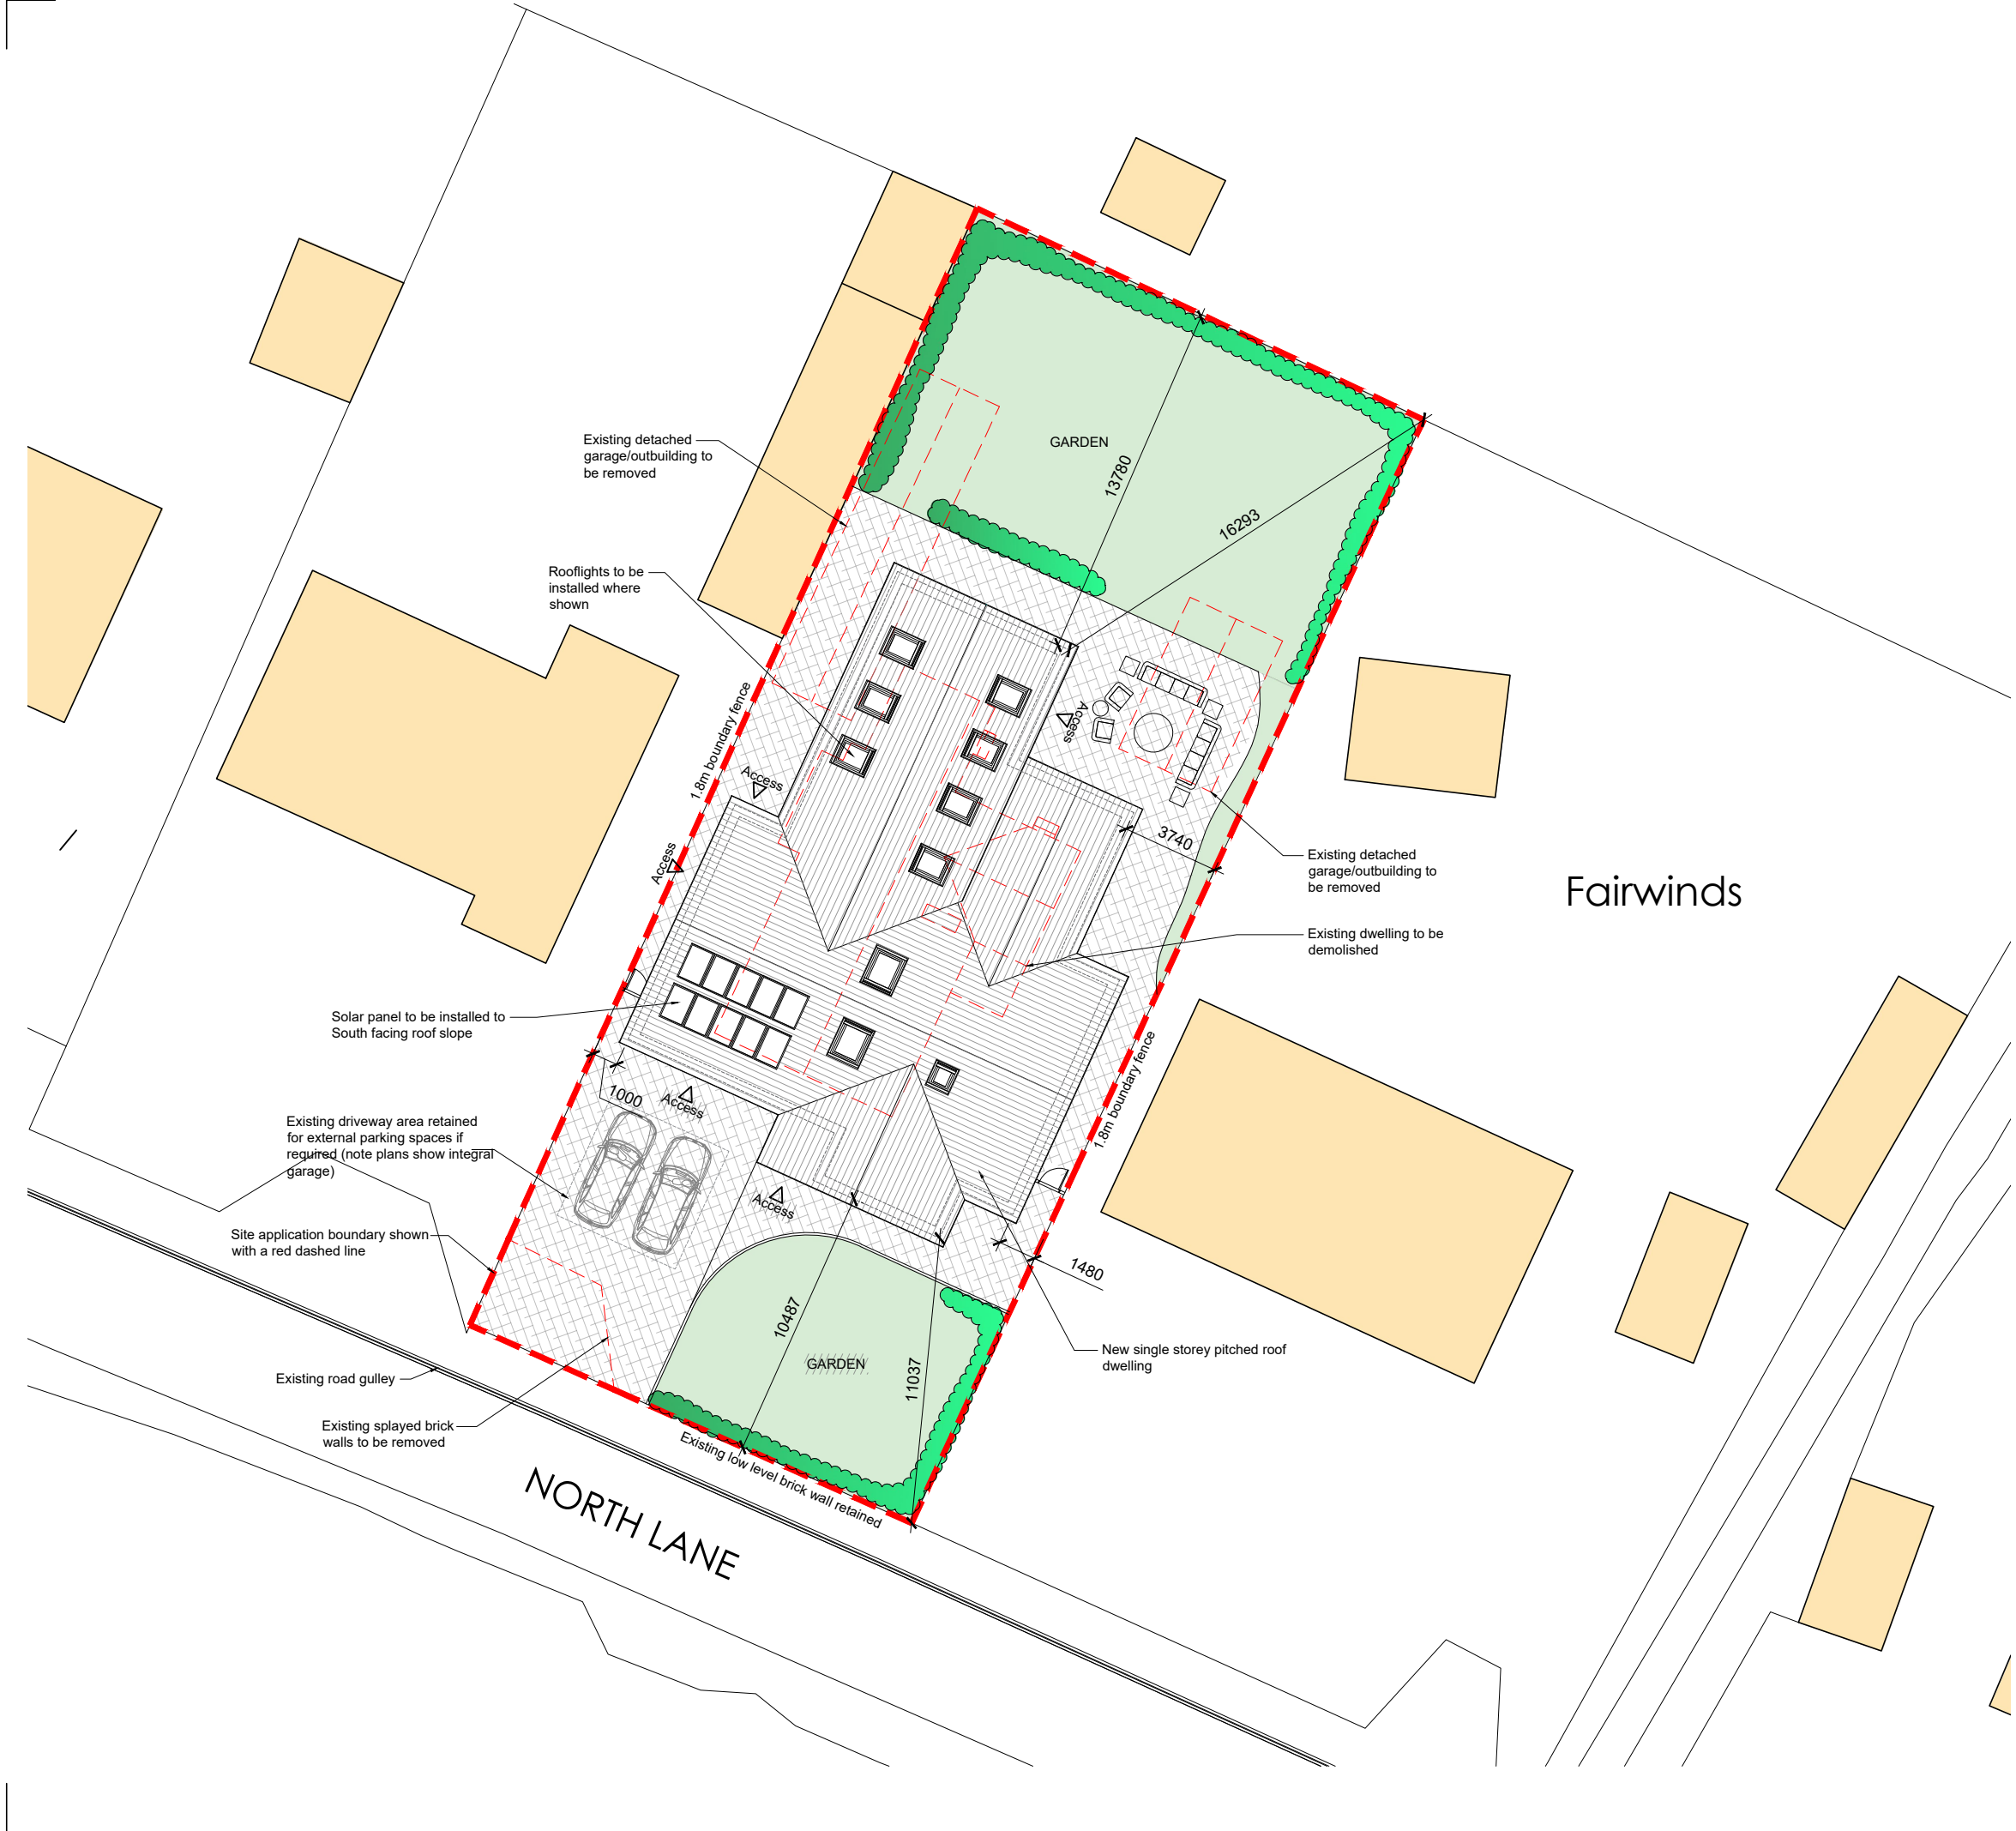 GARDEN
13780
16293
Existing detached
garage/outbuilding to
be removed
Rooflights to be
installed where
shown
1.8m boundary fence
Access
Access
Access
3740
Existing detached
garage/outbuilding to
be removed
Fairwinds
Existing dwelling to be
demolished
Solar panel to be installed to
South facing roof slope
1.8m boundary fence
1000
Access
Existing driveway area retained
for external parking spaces if
required (note plans show integral
garage)
Access
Site application boundary shown
with a red dashed line
1480
10487
11037
GARDEN
New single storey pitched roof
dwelling
Existing road gulley
Existing splayed brick
walls to be removed
Existing low level brick wall retained
NORTH LANE